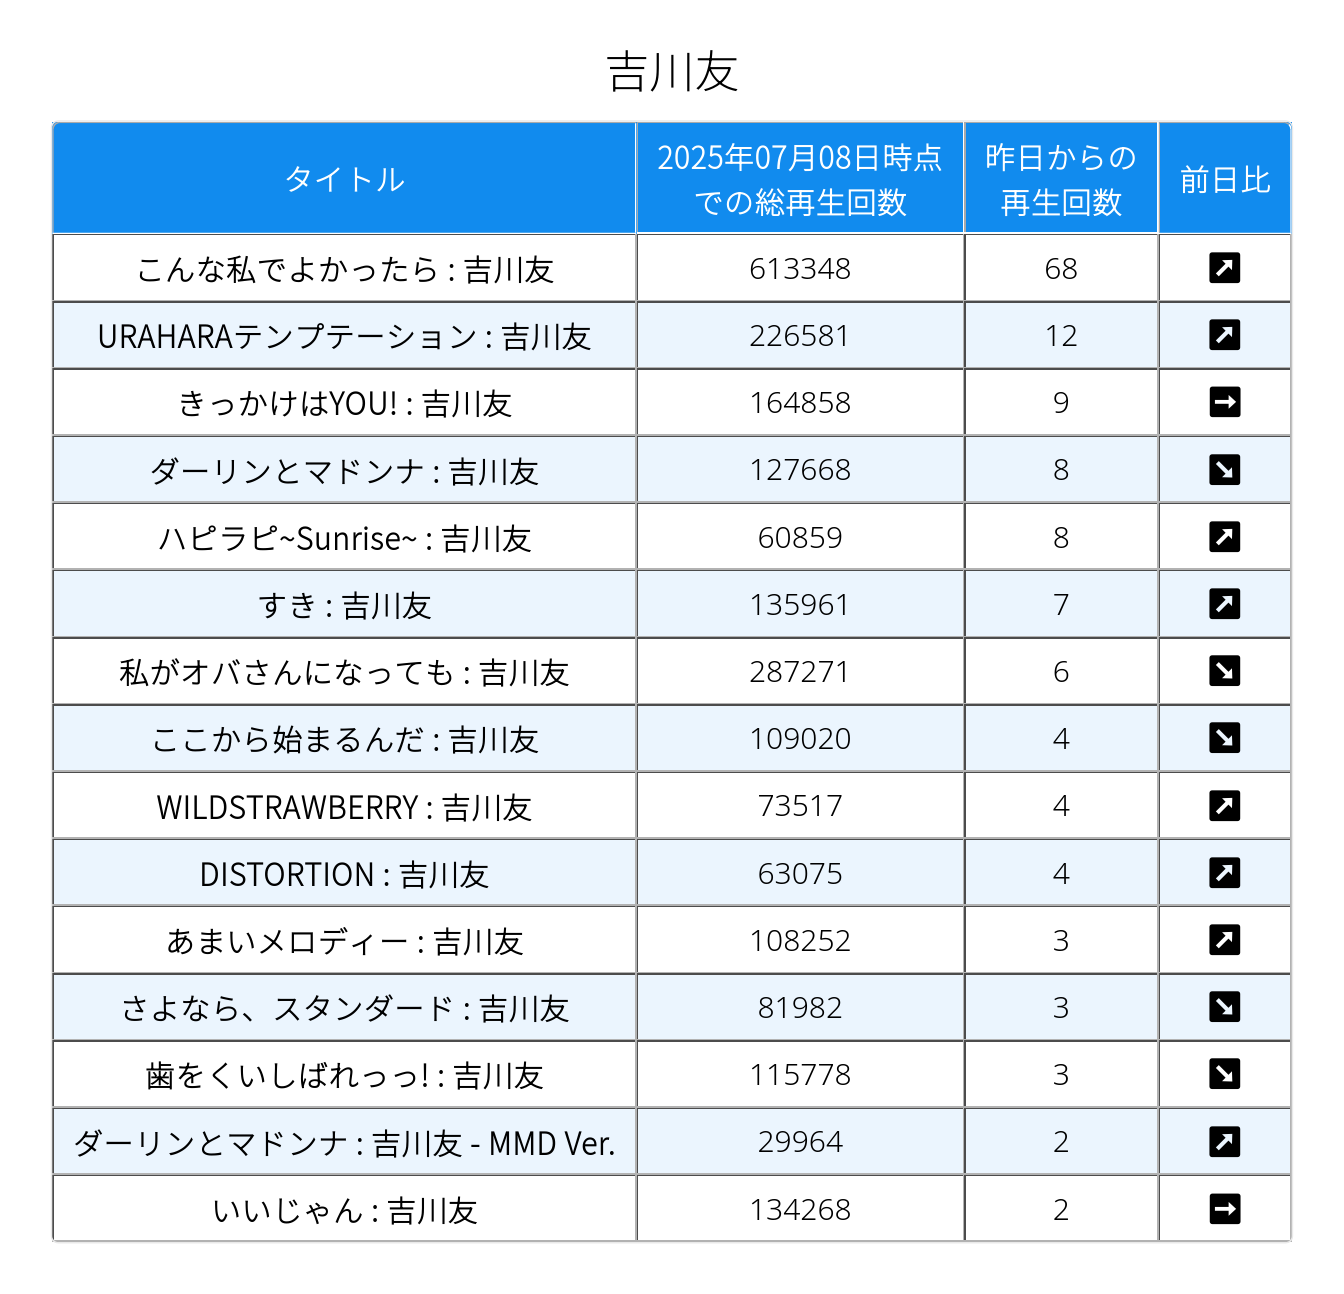 吉川友
タイトル
2025年07月08日時点
での総再生回数
昨日からの
再生回数
前日比
こんな私でよかったら : 吉川友 613348 68
URAHARAテンプテーション : 吉川友 226581 12
きっかけはYOU! : 吉川友 164858 9
ダーリンとマドンナ : 吉川友 127668 8
ハピラピ~Sunrise~ : 吉川友 60859 8
すき : 吉川友 135961 7
私がオバさんになっても : 吉川友 287271 6
ここから始まるんだ : 吉川友 109020 4
WILDSTRAWBERRY : 吉川友 73517 4
DISTORTION : 吉川友 63075 4
あまいメロディー : 吉川友 108252 3
さよなら、スタンダード : 吉川友 81982 3
歯をくいしばれっっ! : 吉川友 115778 3
ダーリンとマドンナ : 吉川友 - MMD Ver. 29964 2
いいじゃん : 吉川友 134268 2